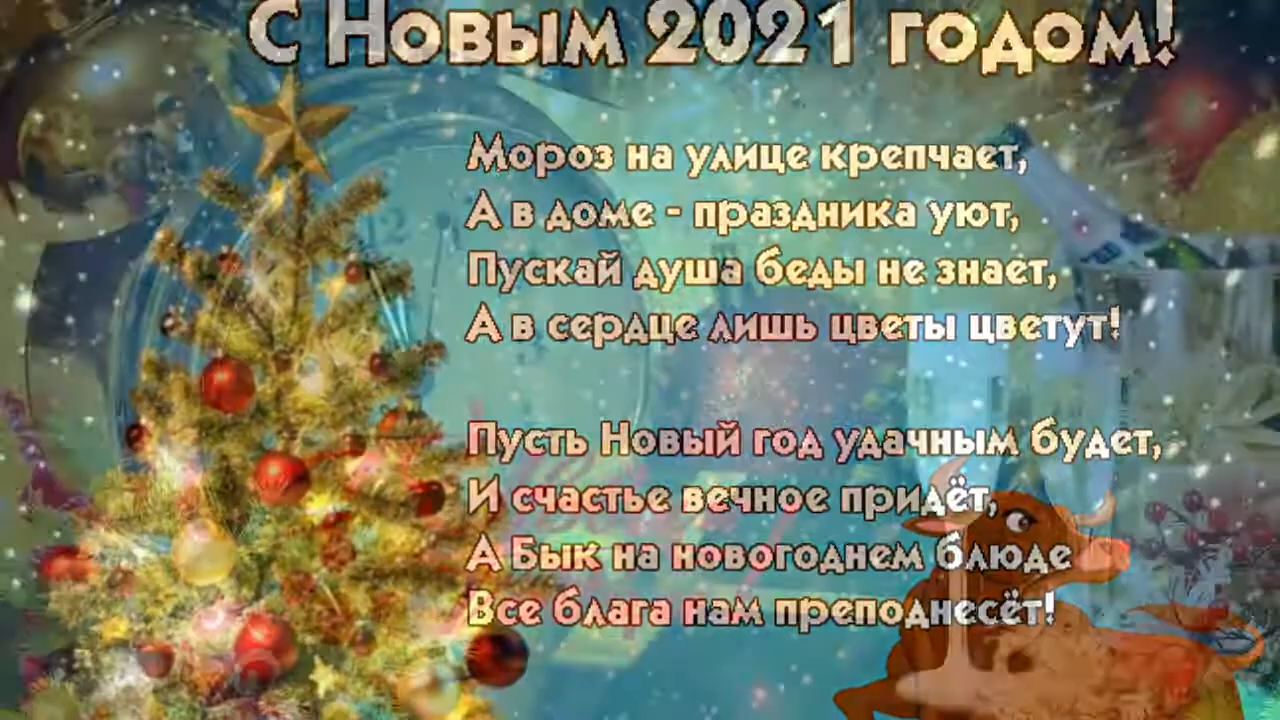 С Новым 2021 годом!
Мороз на улице крепчает,
А в доме - праздника уют,
Пускай душа беды не знает,
А в сердце лишь цветы цветут!
Пусть Новый год удачным будет,
И счастье вечное придёт,
А Бык на новогоднем блюде
Все блага нам преподнесёт!